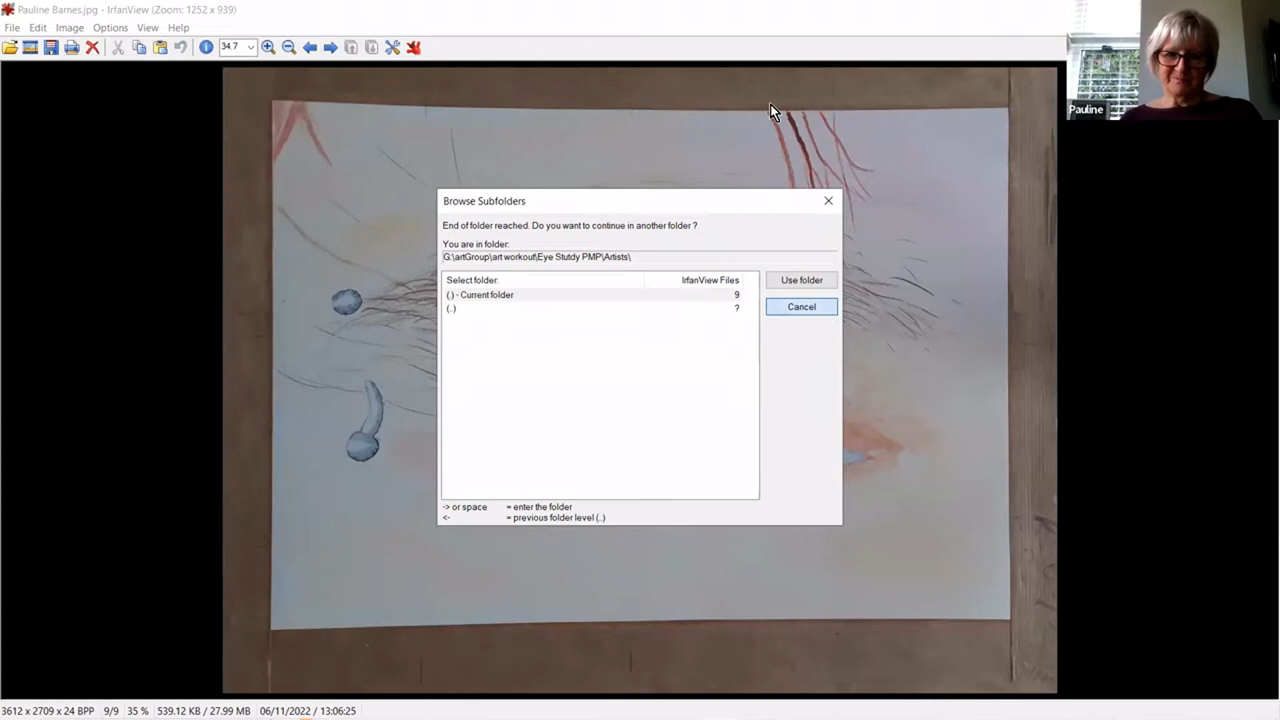 Pauline Barnes.jpg - IrfanView (Zoom: 1252 x 939)
File Edit Image Options View Help
34.7
Pauline
Browse Subfolders
End of folder reached. Do you want to continue in another folder ?
You are in folder:
G:\artGroup\art workout\Eye Stutdy PMP\Artists\
Select folder: IrfanView Files
(.) - Current folder 9
(..) ?
Use folder
Cancel
-> or space = enter the folder
<- = previous folder level (..)
3612 x 2709 x 24 BPP 9/9 35 % 539.12 KB / 27.99 MB 06/11/2022 / 13:06:25